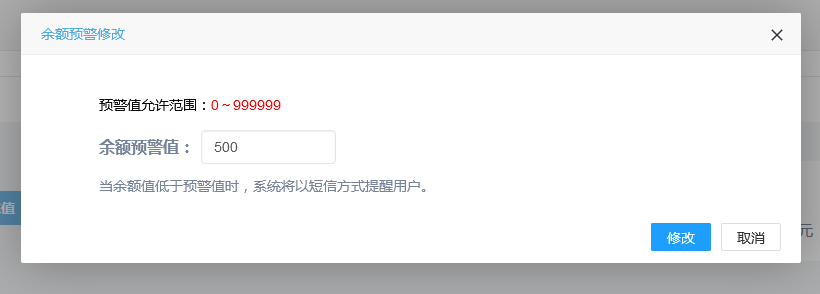 余额预警修改
预警值允许范围：0～999999
余额预警值： 500
当余额值低于预警值时，系统将以短信方式提醒用户。
值
元
修改 取消